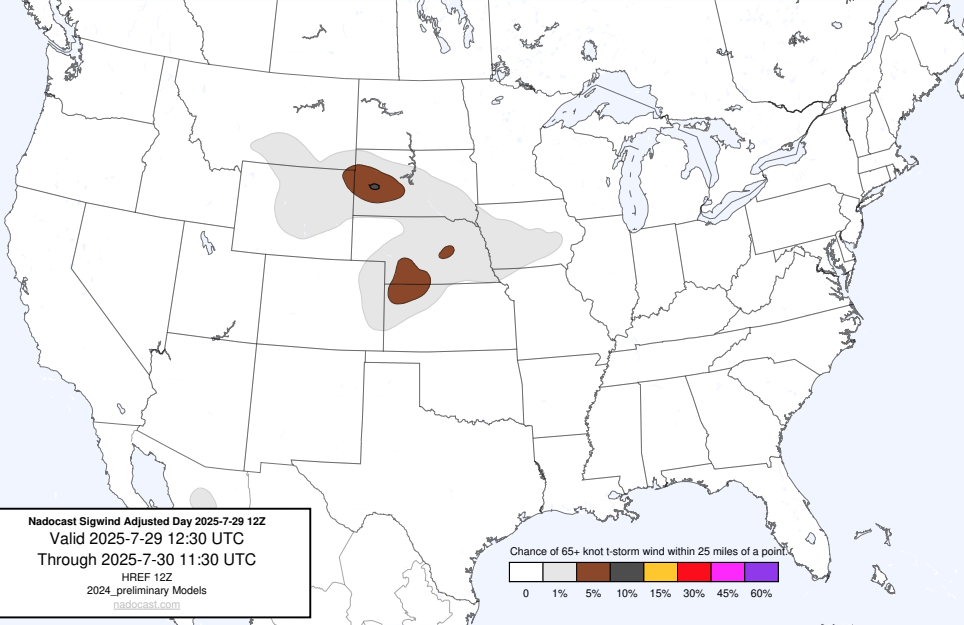 Nadocast Sigwind Adjusted Day 2025-7-29 12Z
Valid 2025-7-29 12:30 UTC
Through 2025-7-30 11:30 UTC
HREF 12Z
2024_preliminary Models
nadocast.com
Chance of 65+ knot t-storm wind within 25 miles of a point.
0 1% 5% 10% 15% 30% 45% 60%